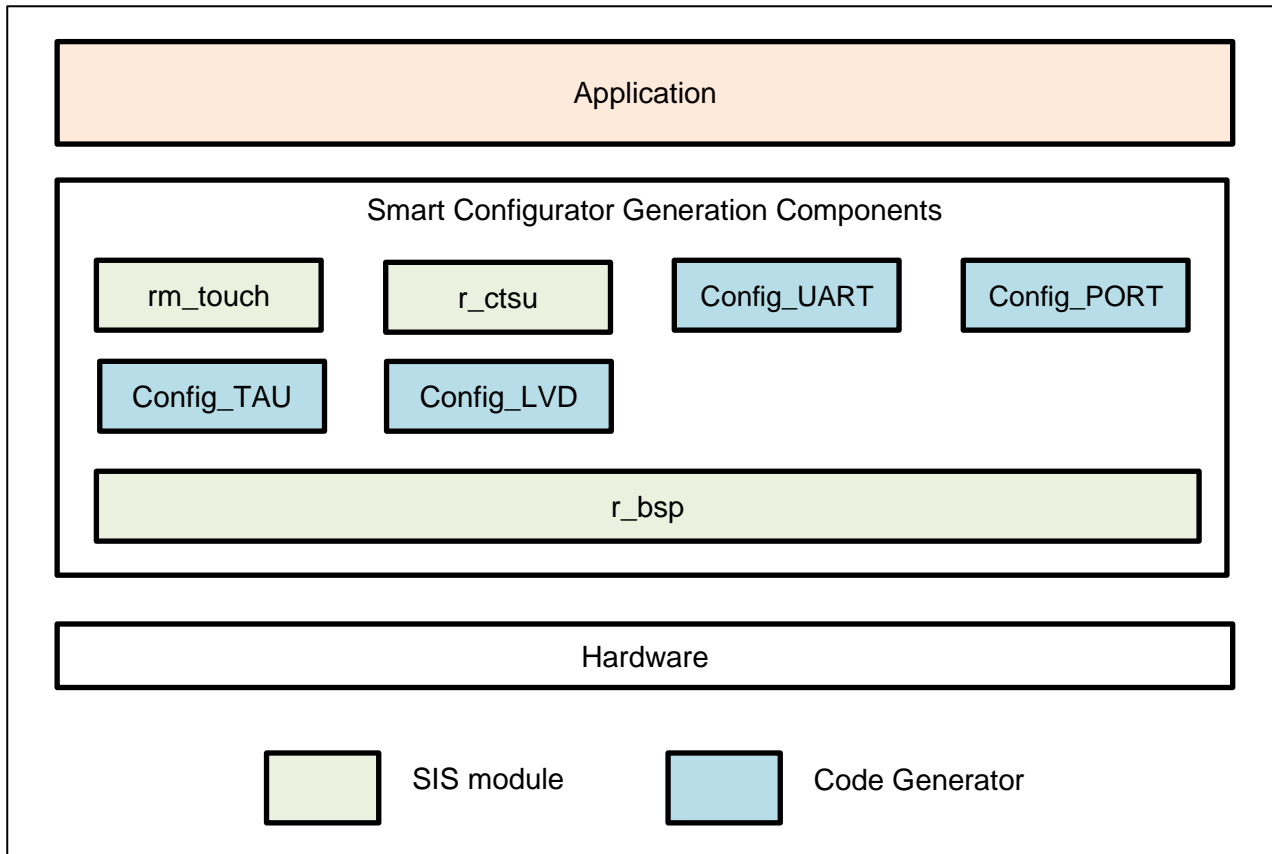 Application
Smart Configurator Generation Components
rm_touch
r_ctsu
Config_UART
Config_PORT
Config_TAU
Config_LVD
r_bsp
Hardware
SIS module
Code Generator